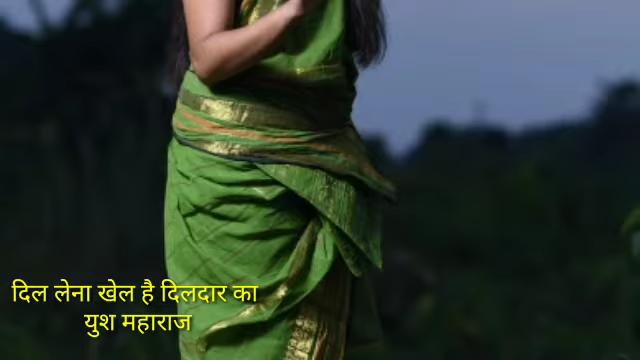 दिल लेना खेल है दिलदार का
युश महाराज